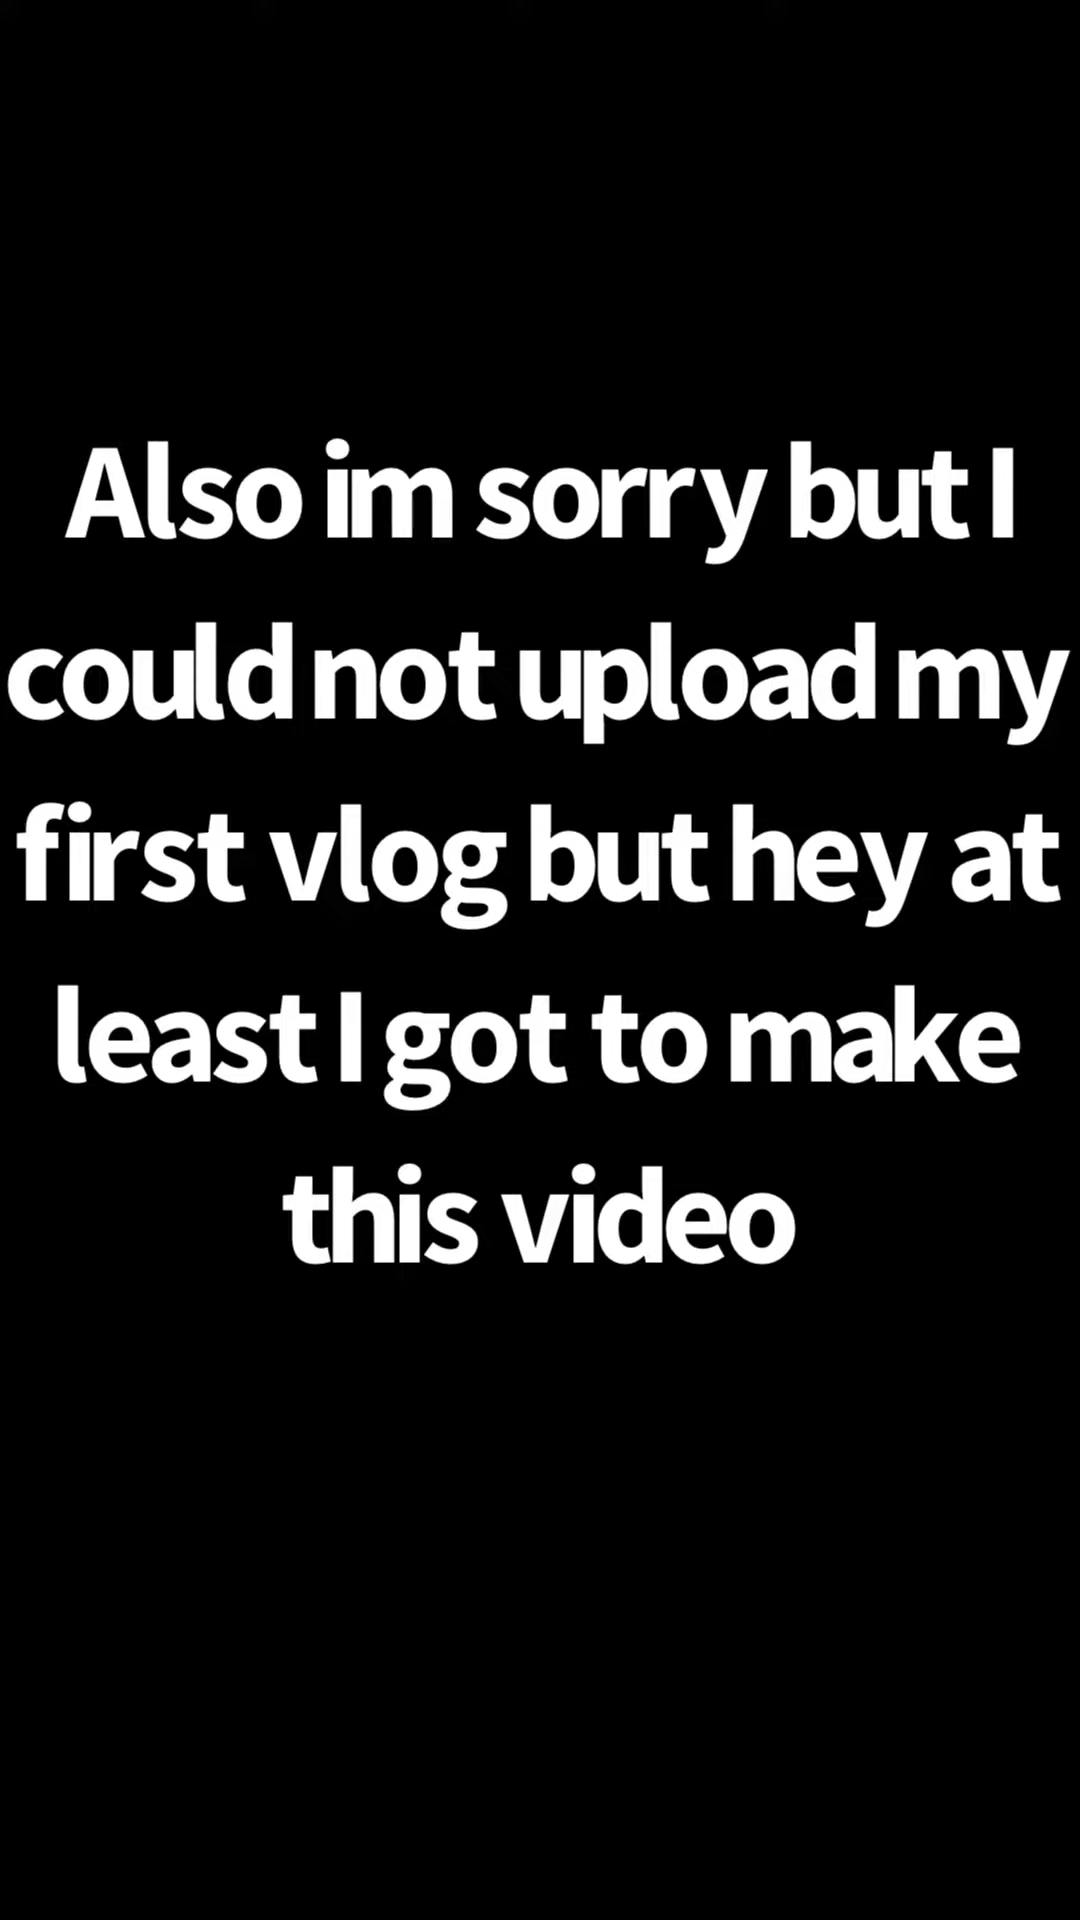 Also im sorry but I
could not upload my
first vlog but hey at
least I got to make
this video